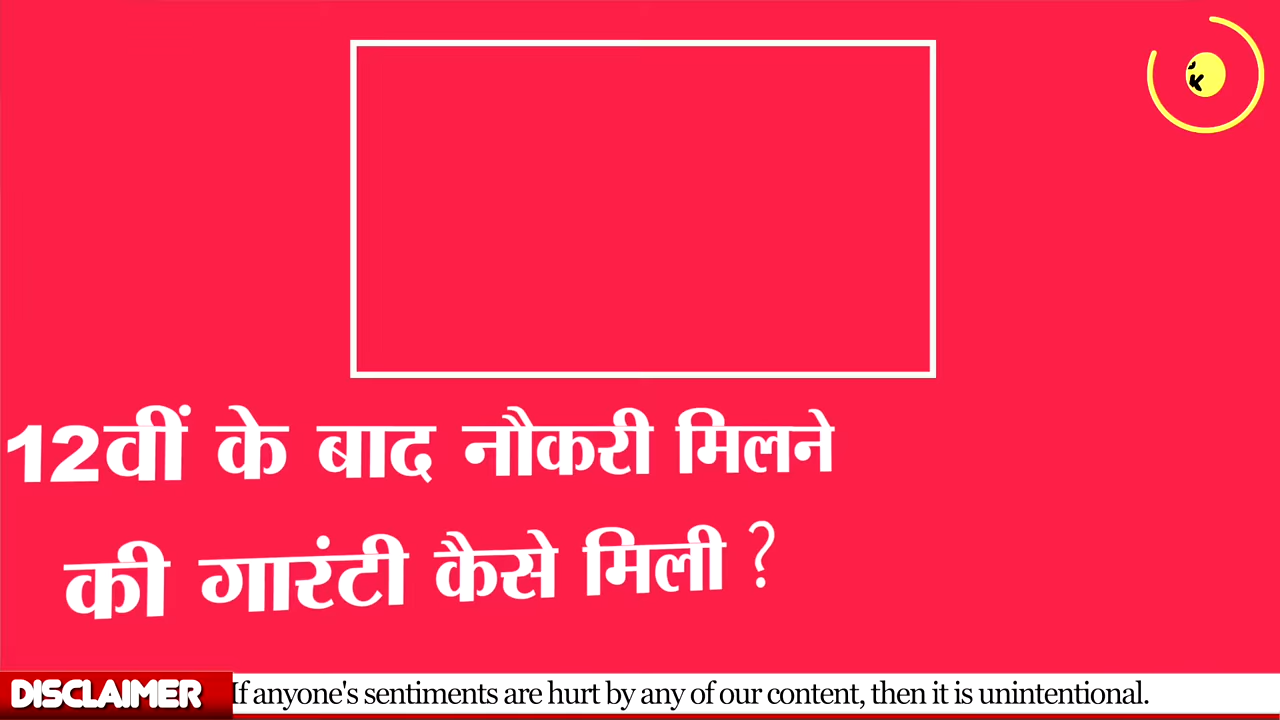 12वीं के बाद नौकरी मिलने
की गारंटी कैसे मिली ?
DISCLAIMER If anyone's sentiments are hurt by any of our content, then it is unintentional.